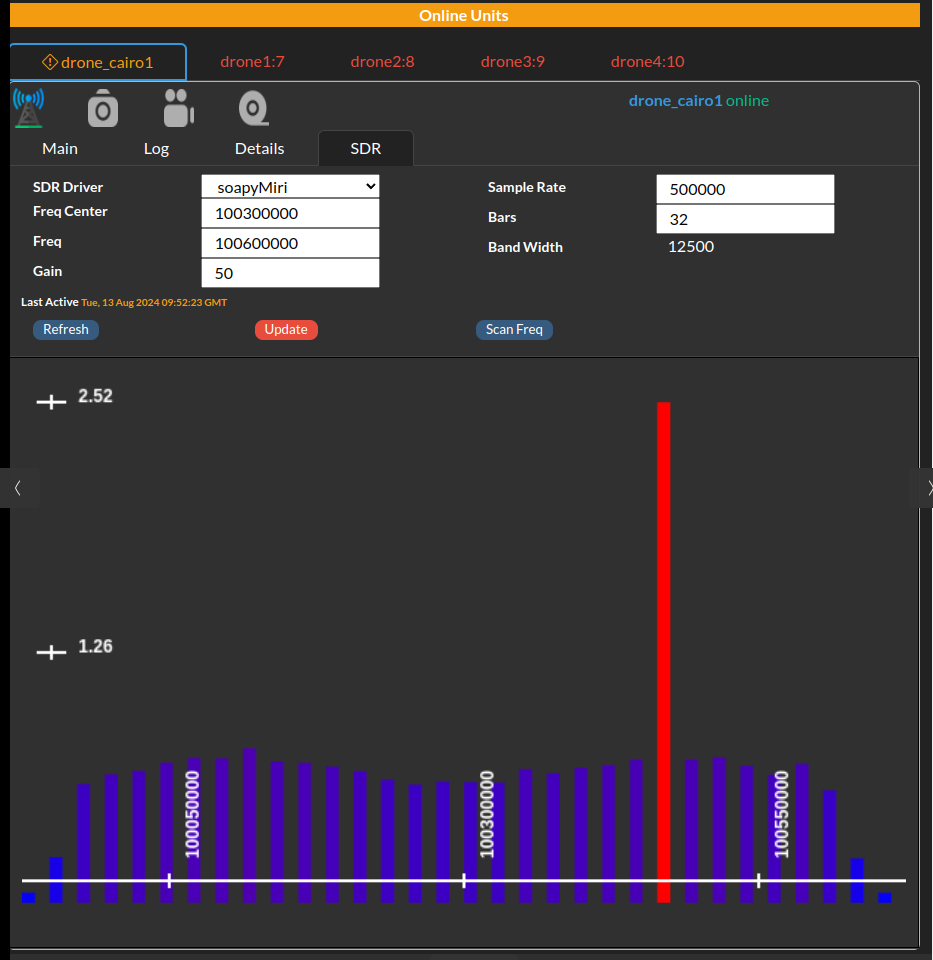 Online Units
drone_cairo1 drone1:7 drone2:8 drone3:9 drone4:10
drone_cairo1 online
Main Log Details SDR
SDR Driver soapyMiri Sample Rate 500000
Freq Center 100300000 Bars 32
Freq 100600000 Band Width 12500
Gain 50
Last Active Tue, 13 Aug 2024 09:52:23 GMT
Refresh Update Scan Freq
2.52
1.26
100050000 100300000 100550000